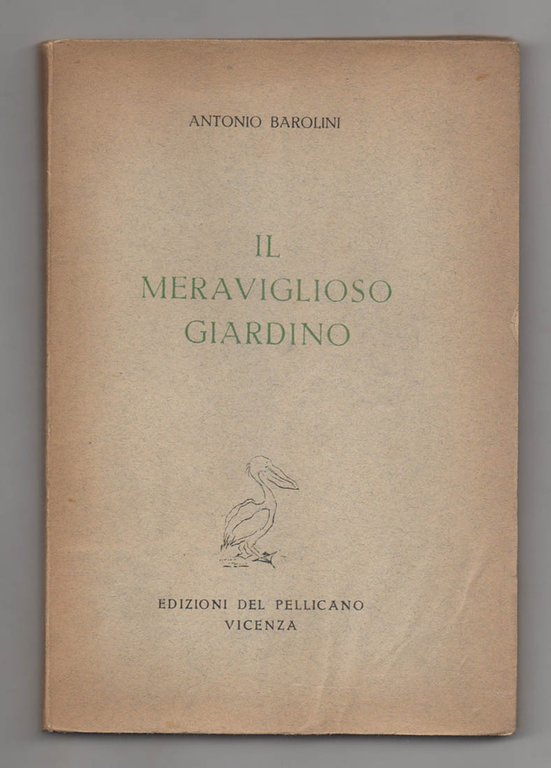 ANTONIO BAROLINI
IL
MERAVIGLIOSO
GIARDINO
EDIZIONI DEL PELLICANO
VICENZA